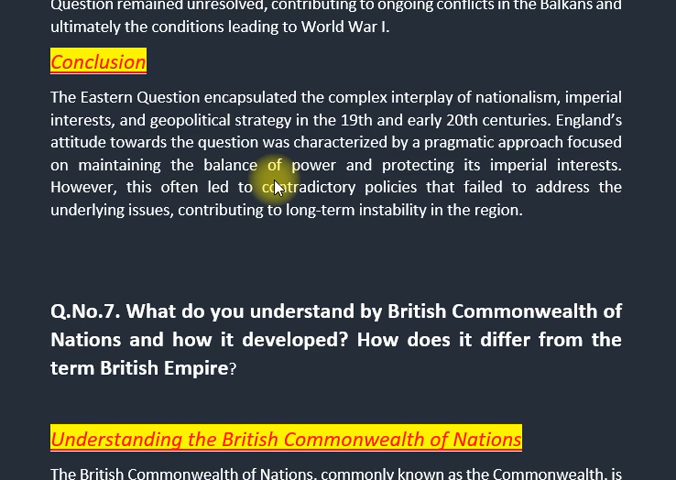 Question remained unresolved, contributing to ongoing conflicts in the Balkans and
ultimately the conditions leading to World War I.
Conclusion
The Eastern Question encapsulated the complex interplay of nationalism, imperial
interests, and geopolitical strategy in the 19th and early 20th centuries. England's
attitude towards the question was characterized by a pragmatic approach focused
on maintaining the balance of power and protecting its imperial interests.
However, this often led to contradictory policies that failed to address the
underlying issues, contributing to long-term instability in the region.
Q.No.7. What do you understand by British Commonwealth of
Nations and how it developed? How does it differ from the
term British Empire?
Understanding the British Commonwealth of Nations
The British Commonwealth of Nations, commonly known as the Commonwealth, is